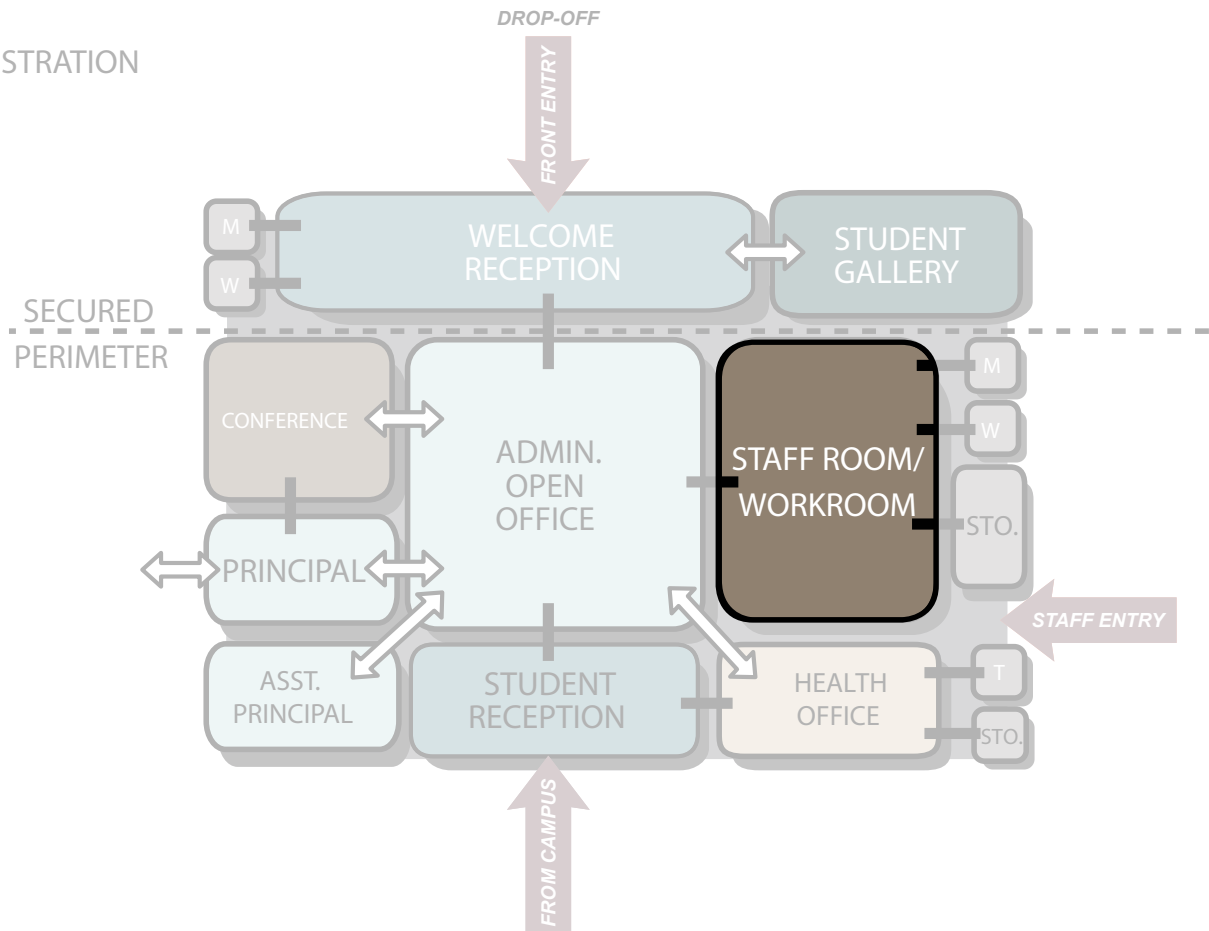 DROP-OFF
STRATION
FRONT ENTRY
M
WELCOME
RECEPTION
STUDENT
GALLERY
W
SECURED
PERIMETER
M
CONFERENCE
W
ADMIN.
OPEN
OFFICE
STAFF ROOM/
WORKROOM
STO.
PRINCIPAL
STAFF ENTRY
ASST.
PRINCIPAL
STUDENT
RECEPTION
HEALTH
OFFICE
T
STO.
FROM CAMPUS